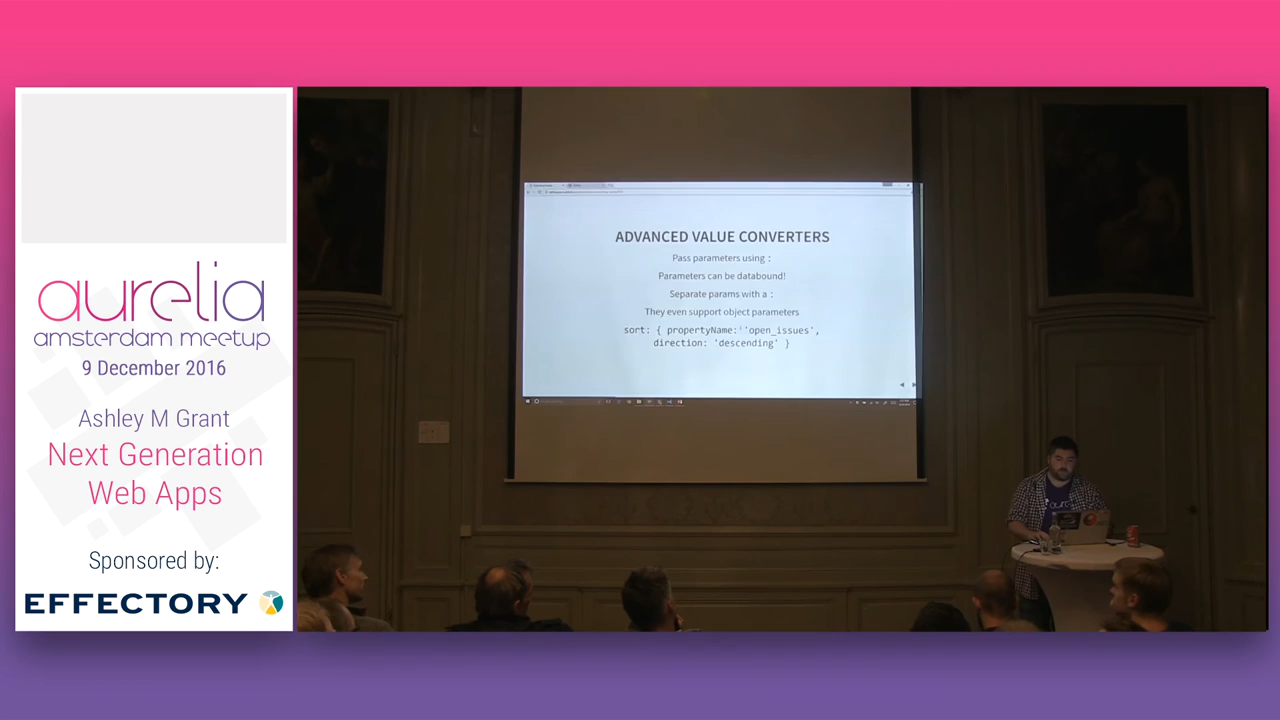 aurelia
amsterdam meetup
9 December 2016
Ashley M Grant
Next Generation
Web Apps
Sponsored by:
EFFECTORY
ADVANCED VALUE CONVERTERS
Pass parameters using :
Parameters can be databound!
Separate params with a :
They even support object parameters
sort: { propertyName: 'open_issues',
direction: 'descending' }